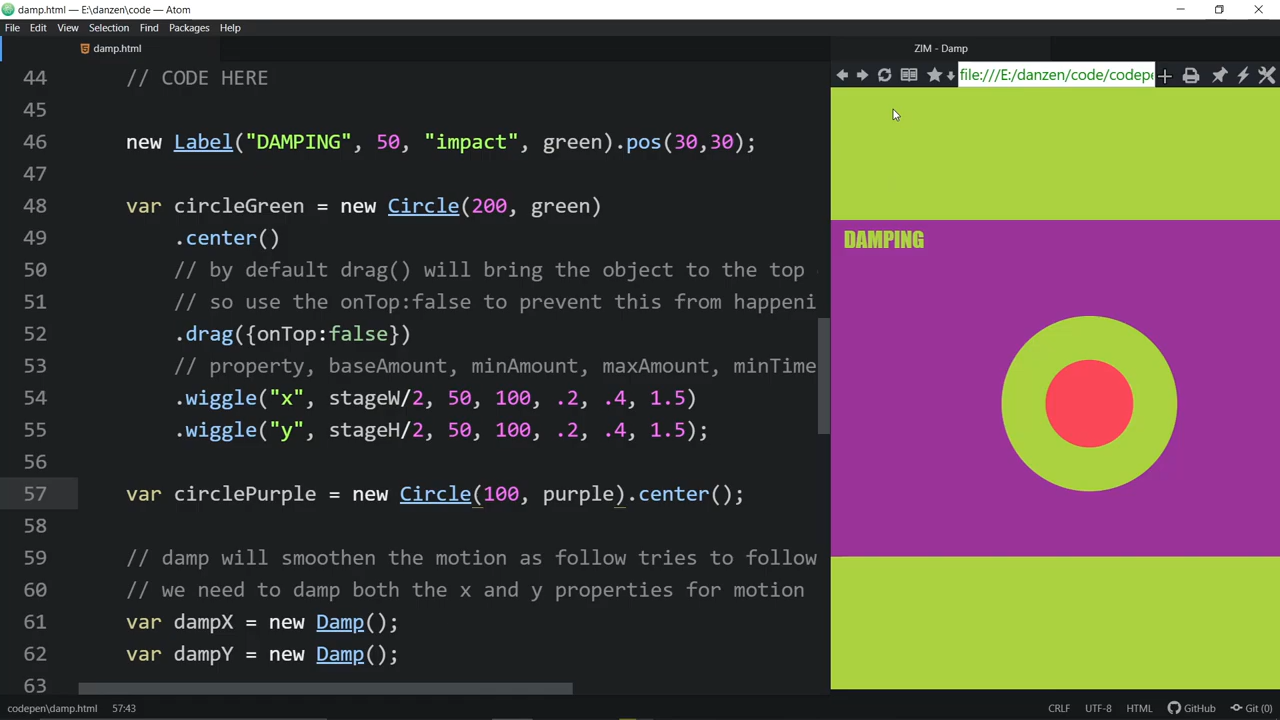 damp.html — E:\danzen\code — Atom
File Edit View Selection Find Packages Help
damp.html
ZIM - Damp
file:///E:/danzen/code/codepe
44 // CODE HERE
45
46 new Label("DAMPING", 50, "impact", green).pos(30,30);
47
48 var circleGreen = new Circle(200, green)
49 .center()
50 // by default drag() will bring the object to the top
51 // so use the onTop:false to prevent this from happeni
52 .drag({onTop:false})
53 // property, baseAmount, minAmount, maxAmount, minTime
54 .wiggle("x", stageW/2, 50, 100, .2, .4, 1.5)
55 .wiggle("y", stageH/2, 50, 100, .2, .4, 1.5);
56
57 var circlePurple = new Circle(100, purple).center();
58
59 // damp will smoothen the motion as follow tries to follow
60 // we need to damp both the x and y properties for motion
61 var dampX = new Damp();
62 var dampY = new Damp();
63
DAMPING
codepen\damp.html 57:43
CRLF UTF-8 HTML GitHub Git (0)